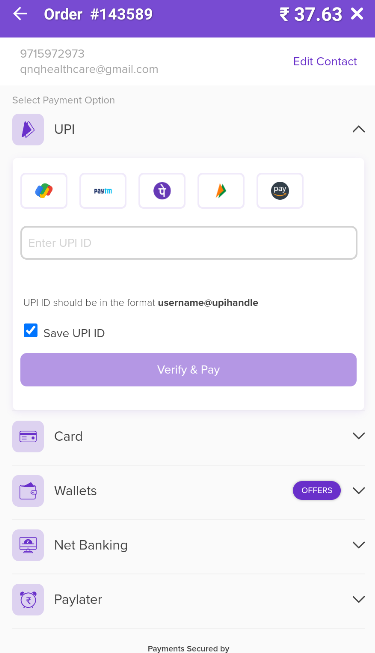 Order #143589
₹ 37.63
9715972973
qnqhealthcare@gmail.com
Edit Contact
Select Payment Option
UPI
Paytm
pay
Enter UPI ID
UPI ID should be in the format username@upihandle
Save UPI ID
Verify & Pay
Card
Wallets
OFFERS
Net Banking
Paylater
Payments Secured by